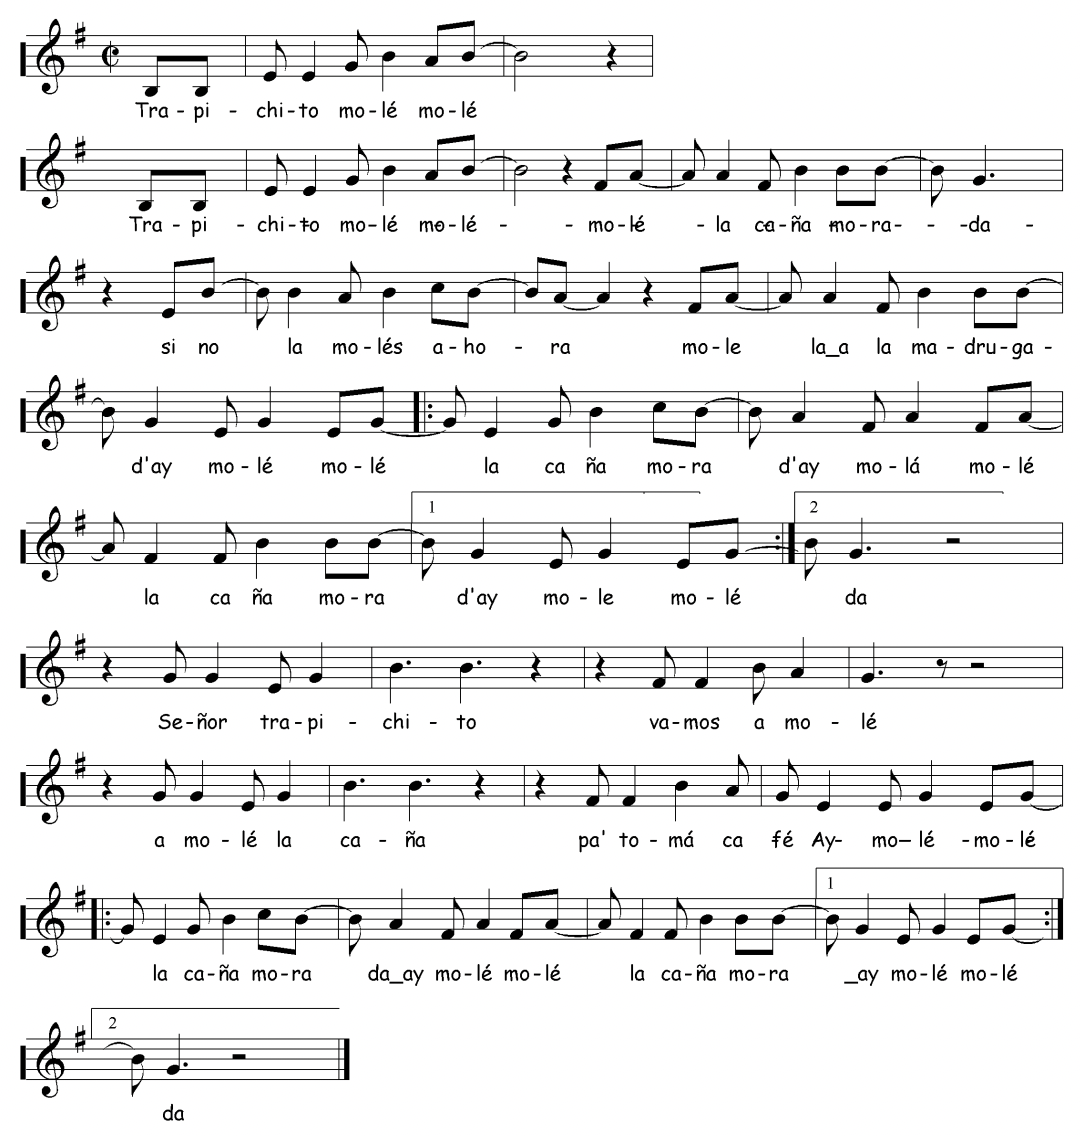 Tra - pi - chi - to mo - lé mo - lé
Tra - pi - chi - to mo - lé mo - lé - - mo - lé - la ca - ña mo - ra - - - da -
si no la mo - lés a - ho - ra mo - le la_a la ma - dru - ga -
d'ay mo - lé mo - lé la ca ña mo - ra d'ay mo - lá mo - lé
1 2
la ca ña mo - ra d'ay mo - le mo - lé da
Se - ñor tra - pi - chi - to va - mos a mo - lé
a mo - lé la ca - ña pa' to - má ca fé Ay - mo - lé - mo - lé
1
la ca - ña mo - ra da_ay mo - lé mo - lé la ca - ña mo - ra _ay mo - lé mo - lé
2
da